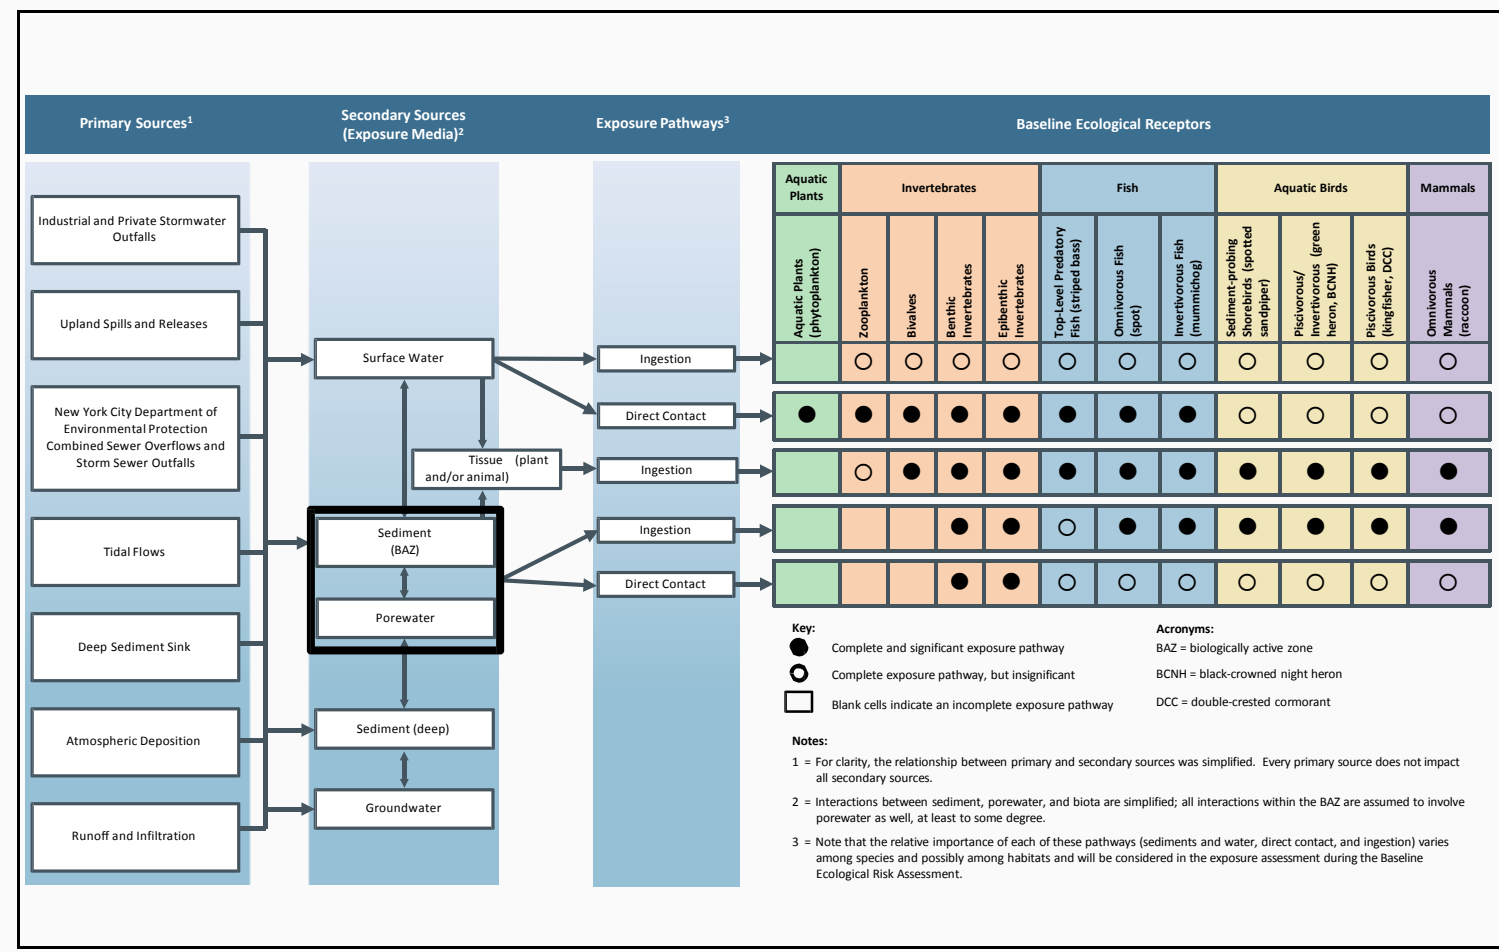 Primary Sources1
Secondary Sources
(Exposure Media)2
Exposure Pathways3
Baseline Ecological Receptors
Industrial and Private Stormwater
Outfalls
Upland Spills and Releases
New York City Department of
Environmental Protection
Combined Sewer Overflows and
Storm Sewer Outfalls
Tidal Flows
Deep Sediment Sink
Atmospheric Deposition
Runoff and Infiltration
Surface Water
Tissue (plant
and/or animal)
Sediment
(BAZ)
Porewater
Sediment (deep)
Groundwater
Ingestion
Direct Contact
Ingestion
Ingestion
Direct Contact
Aquatic
Plants
Invertebrates
Fish
Aquatic Birds
Mammals
Aquatic Plants
(phytoplankton)
Zooplankton
Bivalves
Benthic
Invertebrates
Epibenthic
Invertebrates
Top-Level Predatory
Fish (striped bass)
Omnivorous Fish
(spot)
Invertivorous Fish
(mummichog)
Sediment-probing
Shorebirds (spotted
sandpiper)
Piscivorous/
Invertivorous (green
heron, BCNH)
Piscivorous Birds
(kingfisher, DCC)
Omnivorous
Mammals
(raccoon)
Key:
Complete and significant exposure pathway
Complete exposure pathway, but insignificant
Blank cells indicate an incomplete exposure pathway
Acronyms:
BAZ = biologically active zone
BCNH = black-crowned night heron
DCC = double-crested cormorant
Notes:
1 = For clarity, the relationship between primary and secondary sources was simplified. Every primary source does not impact
all secondary sources.
2 = Interactions between sediment, porewater, and biota are simplified; all interactions within the BAZ are assumed to involve
porewater as well, at least to some degree.
3 = Note that the relative importance of each of these pathways (sediments and water, direct contact, and ingestion) varies
among species and possibly among habitats and will be considered in the exposure assessment during the Baseline
Ecological Risk Assessment.